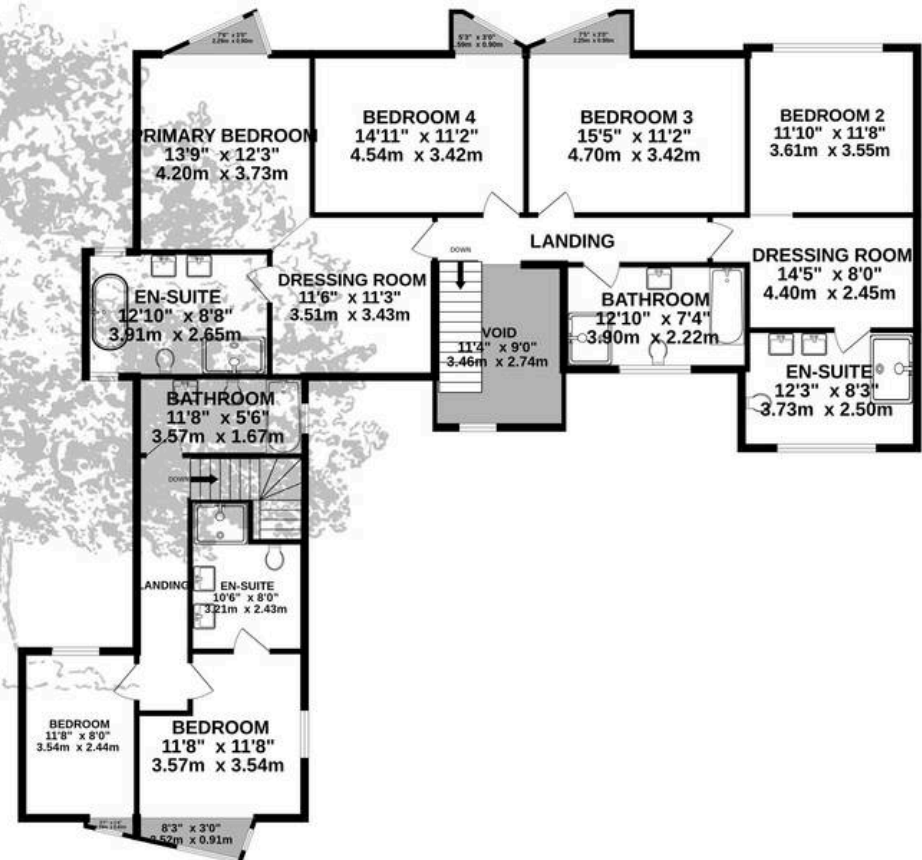 7'6" x 3'0"
2.29m x 0.90m
5'3" x 3'0"
1.59m x 0.90m
7'5" x 3'0"
2.25m x 0.90m
PRIMARY BEDROOM
13'9" x 12'3"
4.20m x 3.73m
BEDROOM 4
14'11" x 11'2"
4.54m x 3.42m
BEDROOM 3
15'5" x 11'2"
4.70m x 3.42m
BEDROOM 2
11'10" x 11'8"
3.61m x 3.55m
DOWN
LANDING
DRESSING ROOM
11'6" x 11'3"
3.51m x 3.43m
DRESSING ROOM
14'5" x 8'0"
4.40m x 2.45m
EN-SUITE
12'10" x 8'8"
3.91m x 2.65m
VOID
11'4" x 9'0"
3.46m x 2.74m
BATHROOM
12'10" x 7'4"
3.90m x 2.22m
EN-SUITE
12'3" x 8'3"
3.73m x 2.50m
BATHROOM
11'8" x 5'6"
3.57m x 1.67m
DOWN
LANDING
EN-SUITE
10'6" x 8'0"
3.21m x 2.43m
BEDROOM
11'8" x 8'0"
3.54m x 2.44m
BEDROOM
11'8" x 11'8"
3.57m x 3.54m
8'3" x 3'0"
2.52m x 0.91m